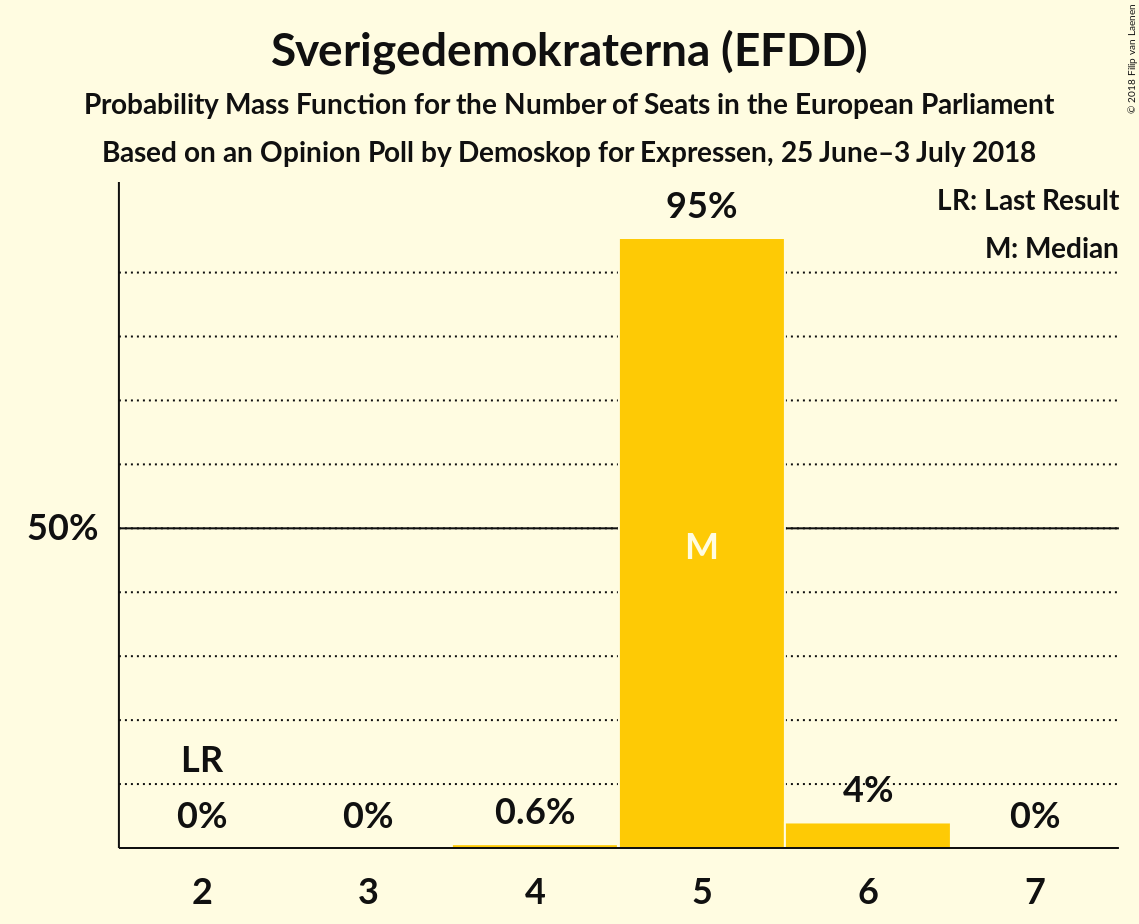 Sverigedemokraterna (EFDD)
Probability Mass Function for the Number of Seats in the European Parliament
Based on an Opinion Poll by Demoskop for Expressen, 25 June–3 July 2018
© 2018 Filip van Laenen
LR: Last Result
M: Median
95%
50%
M
LR
0%
0%
0.6%
4%
0%
2
3
4
5
6
7